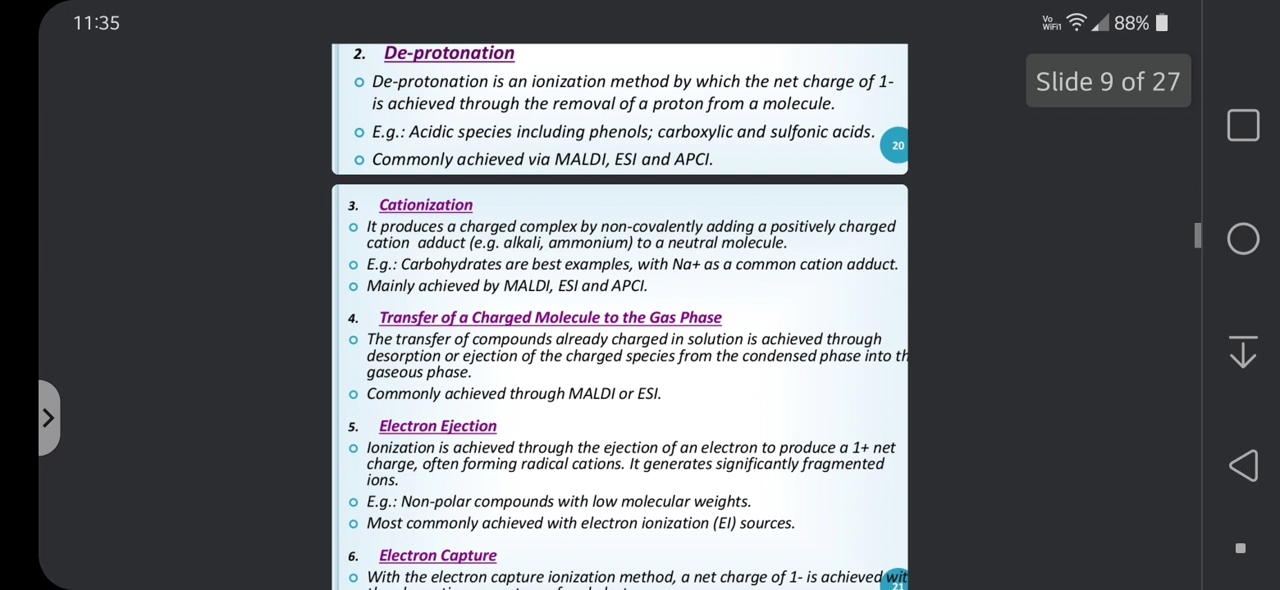 11:35
Vo WiFi1 88%
Slide 9 of 27
2. De-protonation
De-protonation is an ionization method by which the net charge of 1-
is achieved through the removal of a proton from a molecule.
E.g.: Acidic species including phenols; carboxylic and sulfonic acids.
Commonly achieved via MALDI, ESI and APCI.
20
3. Cationization
It produces a charged complex by non-covalently adding a positively charged
cation adduct (e.g. alkali, ammonium) to a neutral molecule.
E.g.: Carbohydrates are best examples, with Na+ as a common cation adduct.
Mainly achieved by MALDI, ESI and APCI.
4. Transfer of a Charged Molecule to the Gas Phase
The transfer of compounds already charged in solution is achieved through
desorption or ejection of the charged species from the condensed phase into th
gaseous phase.
Commonly achieved through MALDI or ESI.
5. Electron Ejection
Ionization is achieved through the ejection of an electron to produce a 1+ net
charge, often forming radical cations. It generates significantly fragmented
ions.
E.g.: Non-polar compounds with low molecular weights.
Most commonly achieved with electron ionization (EI) sources.
6. Electron Capture
With the electron capture ionization method, a net charge of 1- is achieved wit
21